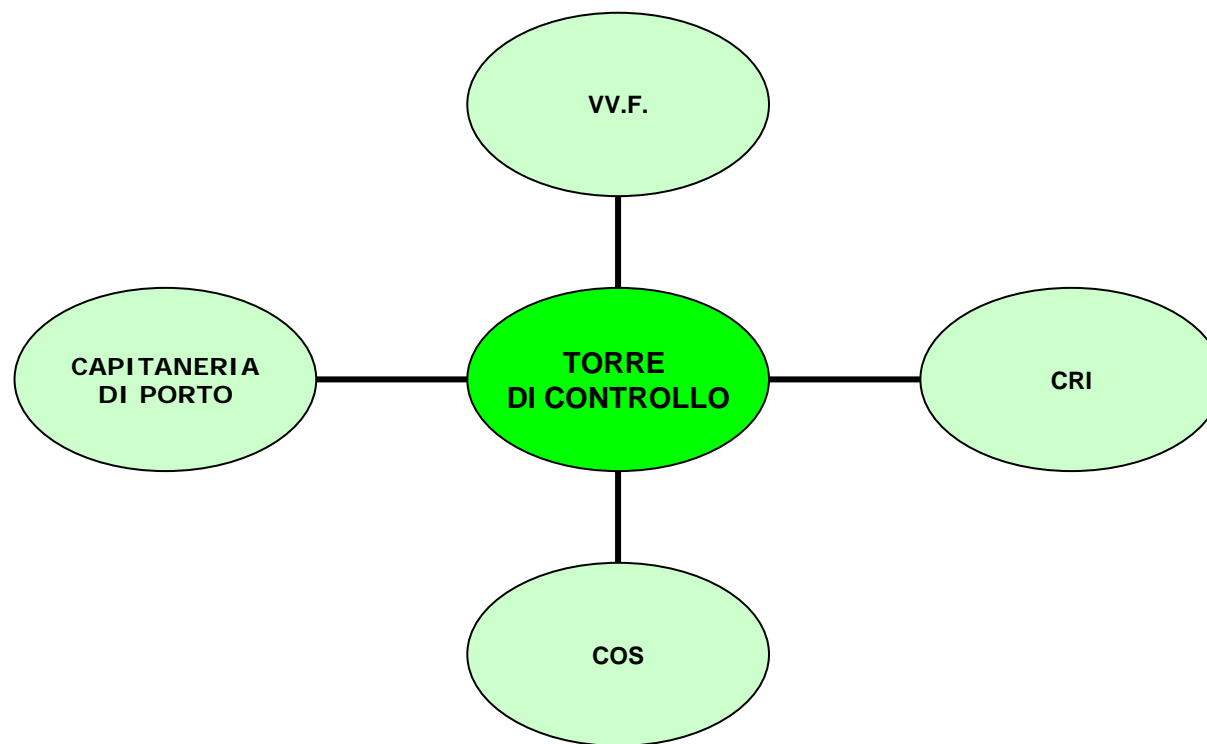 VV.F.
CAPITANERIA
DI PORTO
TORRE
DI CONTROLLO
CRI
COS